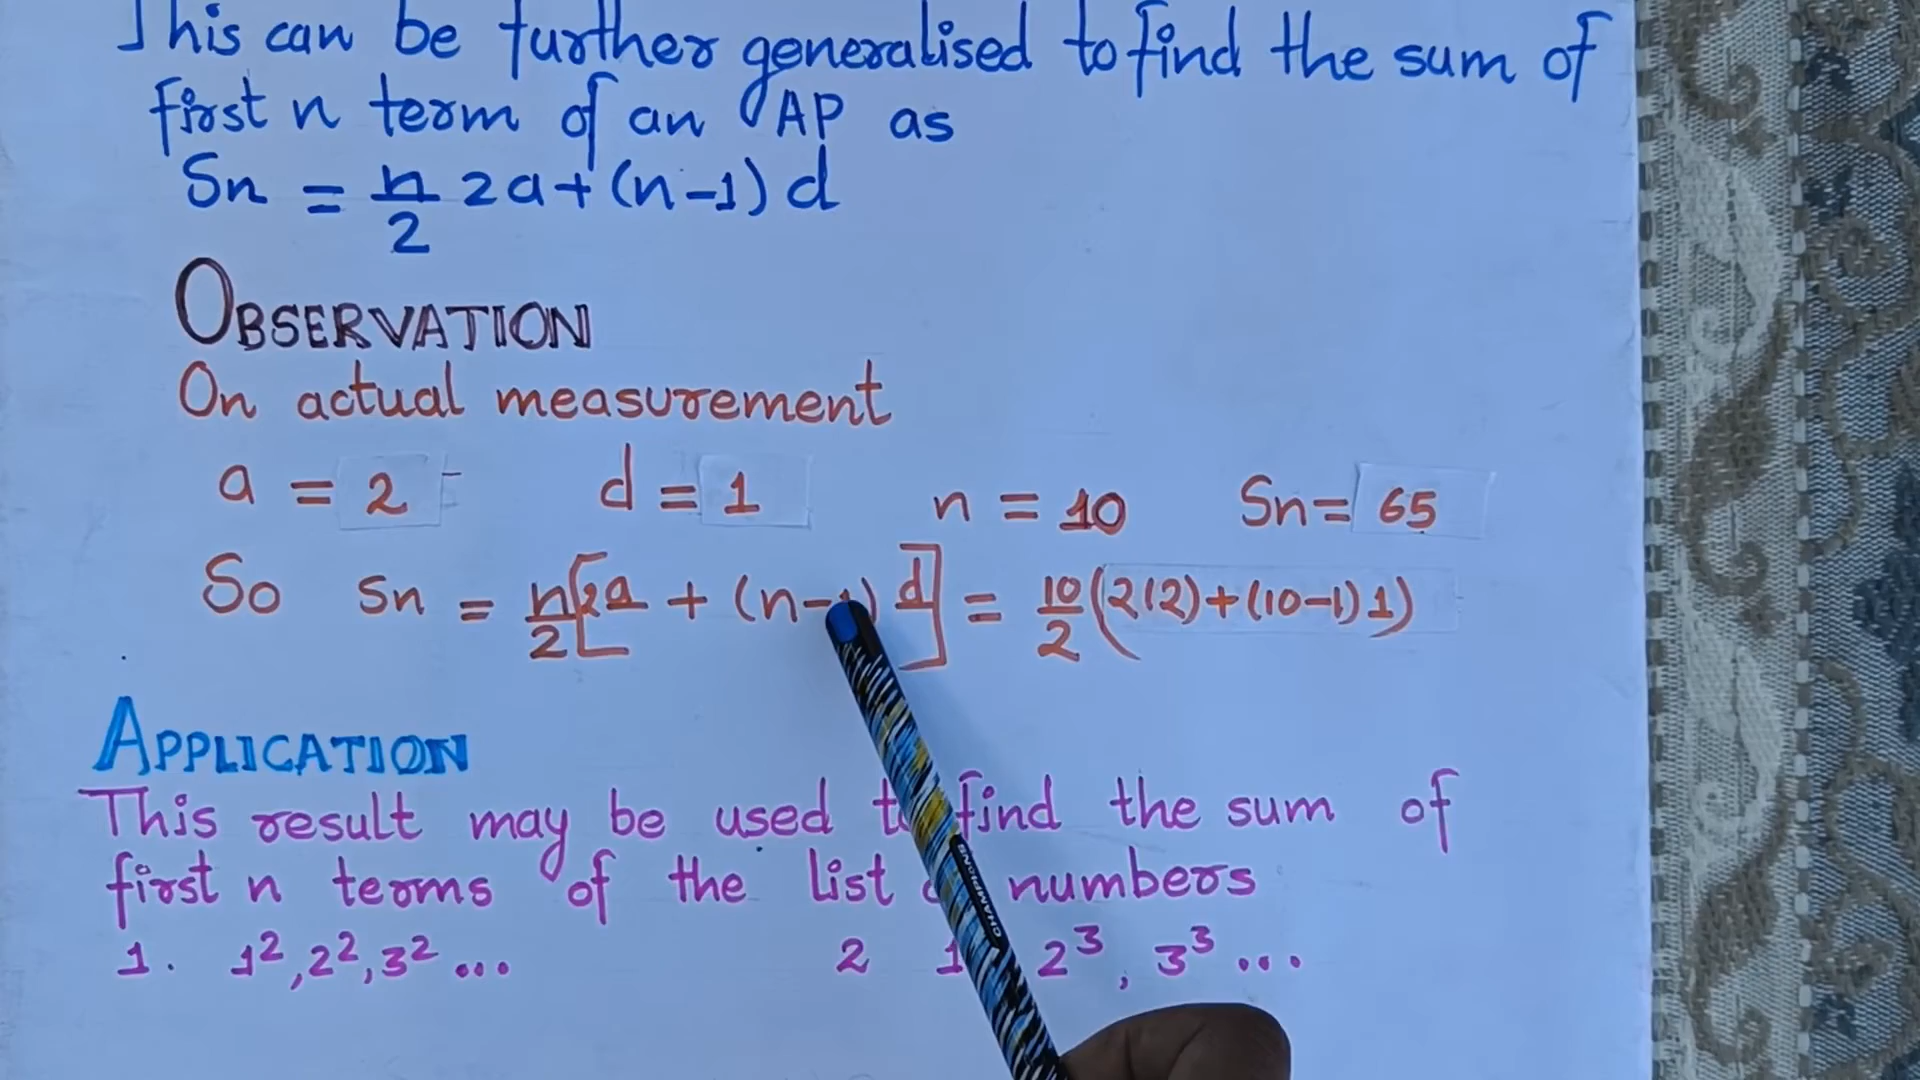 This can be further generalised to find the sum of
first n term of an AP as
Sn = n/2 2a+(n-1) d
OBSERVATION
On actual measurement
a = 2 d = 1 n = 10 Sn= 65
So Sn = n/2[2a + (n-1) d] = 10/2(2(2)+(10-1)1)
APPLICATION
This result may be used to find the sum of
first n terms of the list numbers
1. 1², 2², 3² ... 2 1 2³, 3³ ...
CHAMPIONS